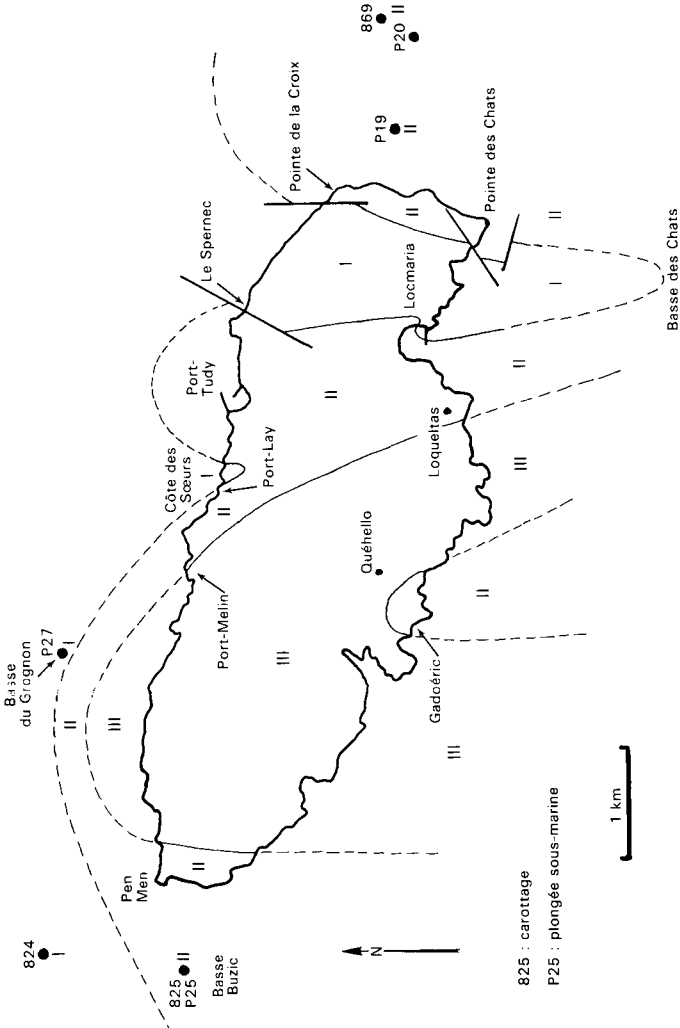 824
I
825
P25
II
Basse
Buzic
Pen
Men
II
Basse
du Grognon
P27
I
II
III
Port-Melin
III
Côte des
Sœurs
I
II
Port-Lay
Port-
Tudy
Le Spernec
Pointe de la Croix
II
I
II
Locmaria
Pointe des Chats
P19
II
869
P20
II
Quéhello
Loqueltas
Gadoéric
III
II
III
II
I
II
Basse des Chats
N
1 km
825 : carottage
P25 : plongée sous-marine